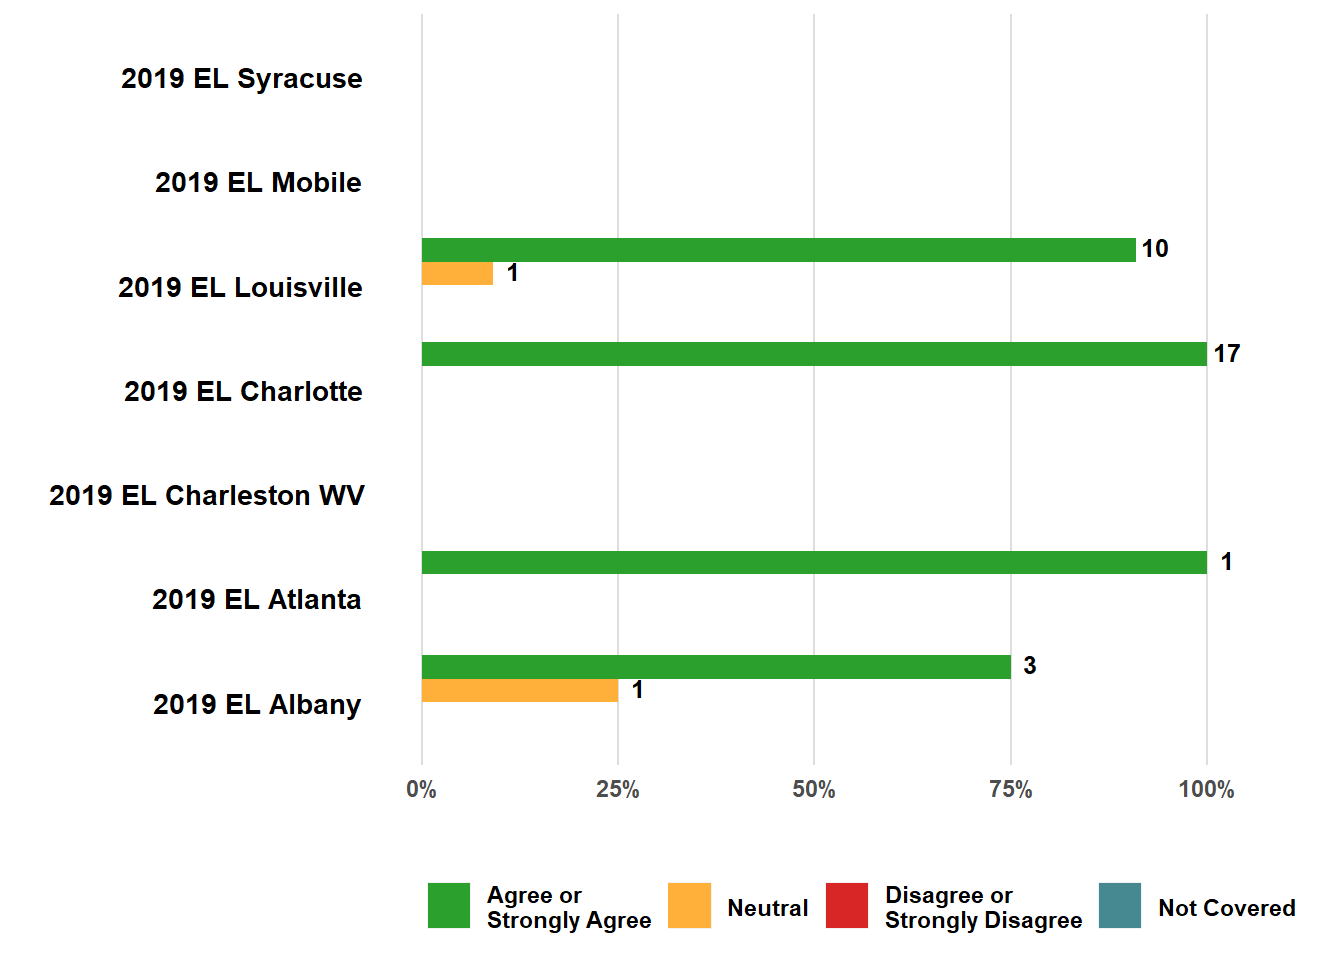 2019 EL Syracuse
2019 EL Mobile
10
1
2019 EL Louisville
17
2019 EL Charlotte
2019 EL Charleston WV
1
2019 EL Atlanta
3
1
2019 EL Albany
0% 25% 50% 75% 100%
Agree or
Strongly Agree
Neutral
Disagree or
Strongly Disagree
Not Covered